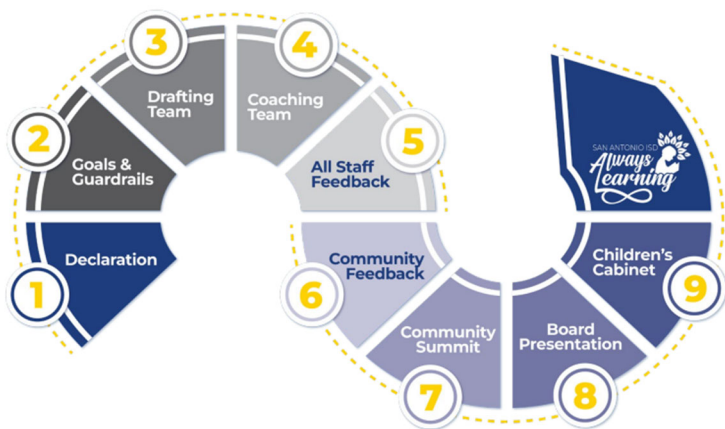 1
Declaration
2
Goals &
Guardrails
3
Drafting
Team
4
Coaching
Team
5
All Staff
Feedback
6
Community
Feedback
7
Community
Summit
8
Board
Presentation
9
Children's
Cabinet
SAN ANTONIO ISD
Always
Learning